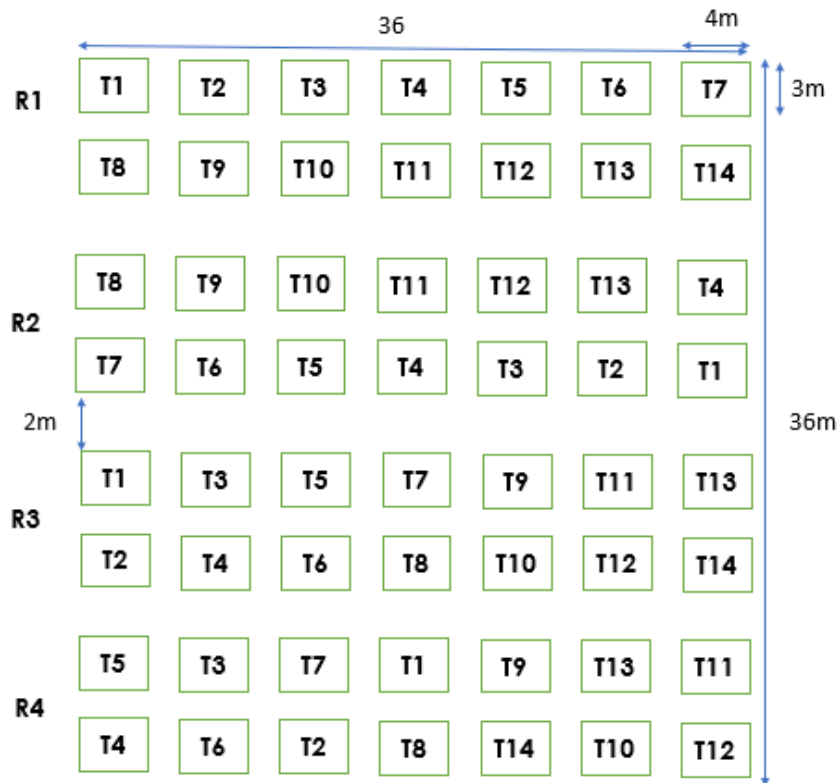 36 4m
R1 T1 T2 T3 T4 T5 T6 T7 3m
T8 T9 T10 T11 T12 T13 T14
T8 T9 T10 T11 T12 T13 T4
R2
T7 T6 T5 T4 T3 T2 T1
2m 36m
T1 T3 T5 T7 T9 T11 T13
R3
T2 T4 T6 T8 T10 T12 T14
T5 T3 T7 T1 T9 T13 T11
R4
T4 T6 T2 T8 T14 T10 T12